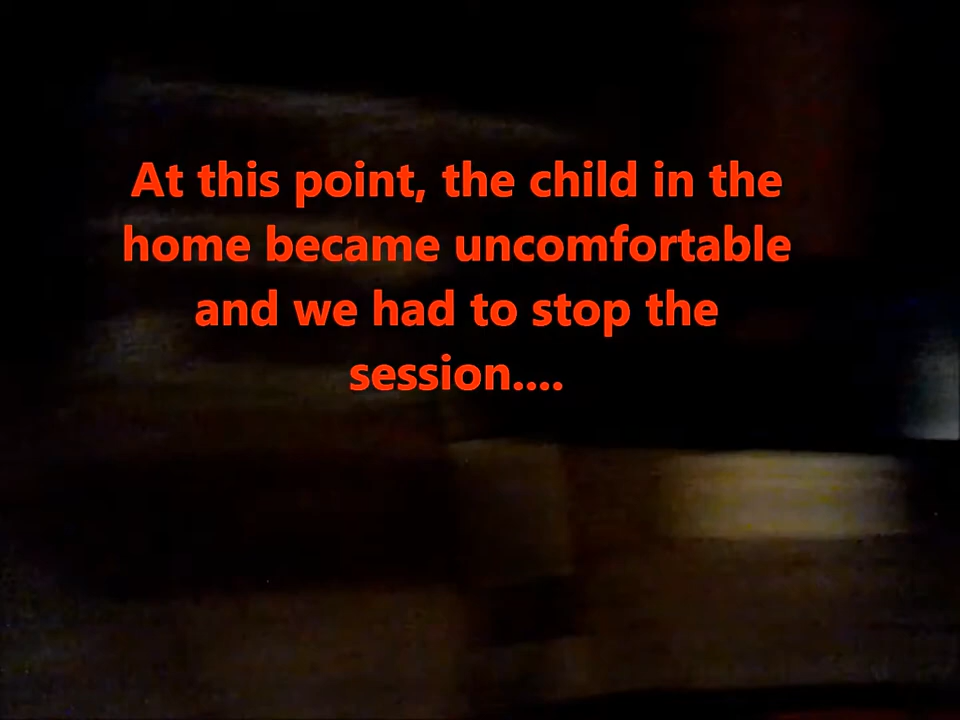 At this point, the child in the
home became uncomfortable
and we had to stop the
session....